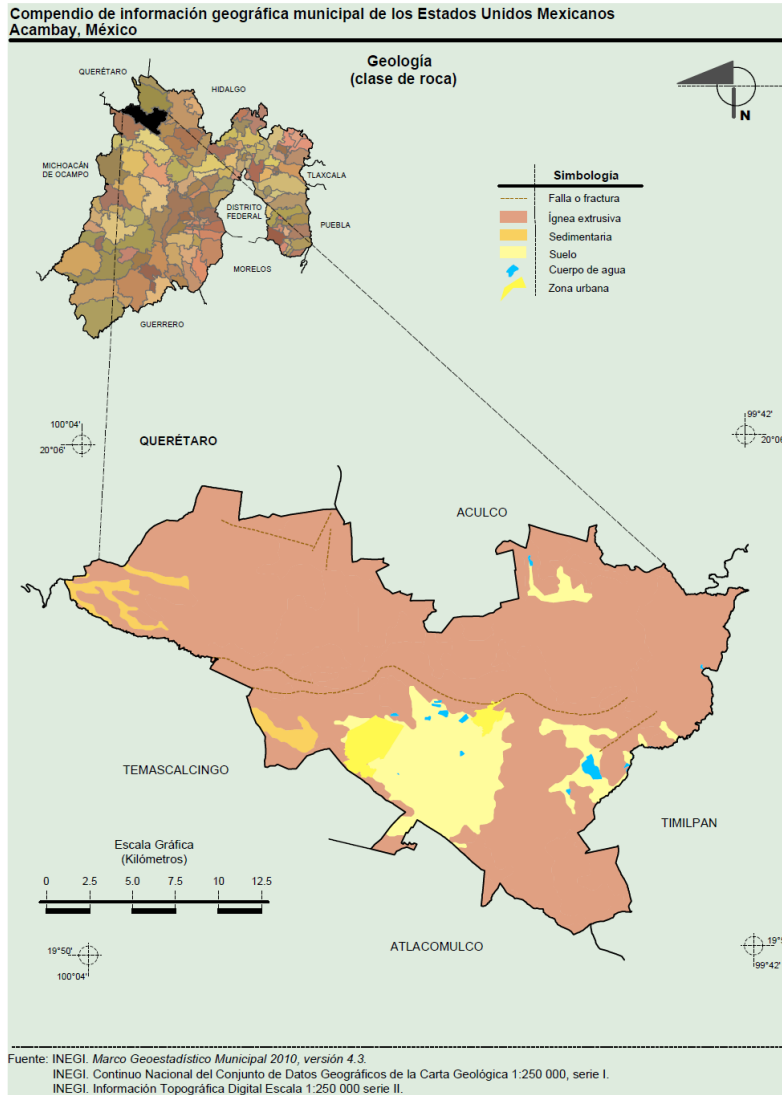 Compendio de información geográfica municipal de los Estados Unidos Mexicanos
Acambay, México
Geología
(clase de roca)
N
QUERÉTARO
HIDALGO
MICHOACÁN
DE OCAMPO
TLAXCALA
DISTRITO
FEDERAL
PUEBLA
MORELOS
GUERRERO
Simbología
Falla o fractura
Ígnea extrusiva
Sedimentaria
Suelo
Cuerpo de agua
Zona urbana
100°04'
20°06'
99°42'
QUERÉTARO
ACULCO
TEMASCALCINGO
TIMILPAN
ATLACOMULCO
Escala Gráfica
(Kilómetros)
0 2.5 5.0 7.5 10 12.5
19°50'
100°04'
99°42'
Fuente: INEGI. Marco Geoestadístico Municipal 2010, versión 4.3.
INEGI. Continuo Nacional del Conjunto de Datos Geográficos de la Carta Geológica 1:250 000, serie I.
INEGI. Información Topográfica Digital Escala 1:250 000 serie II.